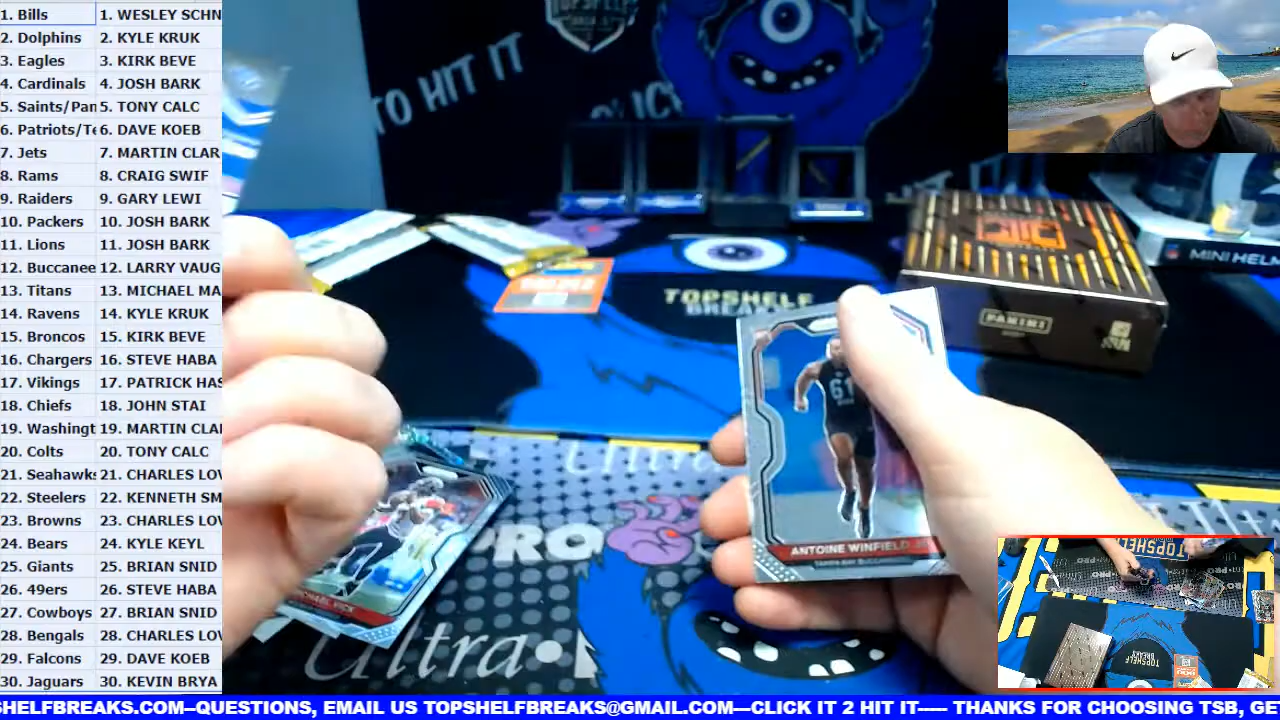 1. Bills 1. WESLEY SCHN
2. Dolphins 2. KYLE KRUK
3. Eagles 3. KIRK BEVE
4. Cardinals 4. JOSH BARK
5. Saints/Pan 5. TONY CALC
6. Patriots/Te 6. DAVE KOEB
7. Jets 7. MARTIN CLAR
8. Rams 8. CRAIG SWIF
9. Raiders 9. GARY LEWI
10. Packers 10. JOSH BARK
11. Lions 11. JOSH BARK
12. Buccanee 12. LARRY VAUG
13. Titans 13. MICHAEL MA
14. Ravens 14. KYLE KRUK
15. Broncos 15. KIRK BEVE
16. Chargers 16. STEVE HABA
17. Vikings 17. PATRICK HAS
18. Chiefs 18. JOHN STAI
19. Washingt 19. MARTIN CLA
20. Colts 20. TONY CALC
21. Seahawks 21. CHARLES LOV
22. Steelers 22. KENNETH SM
23. Browns 23. CHARLES LOV
24. Bears 24. KYLE KEYL
25. Giants 25. BRIAN SNID
26. 49ers 26. STEVE HABA
27. Cowboys 27. BRIAN SNID
28. Bengals 28. CHARLES LOV
29. Falcons 29. DAVE KOEB
30. Jaguars 30. KEVIN BRYA
TOPSHELF
TO HIT IT
CLICK
MINI HELM
TOPSHELF
BREAKS
PANINI
61
ANTOINE WINFIELD
VICK
PRO
Ultra
Ultra
TOPSHELF
TOPSHELF
BREAKS
SHELFBREAKS.COM--QUESTIONS, EMAIL US TOPSHELFBREAKS@GMAIL.COM—CLICK IT 2 HIT IT----- THANKS FOR CHOOSING TSB, GE